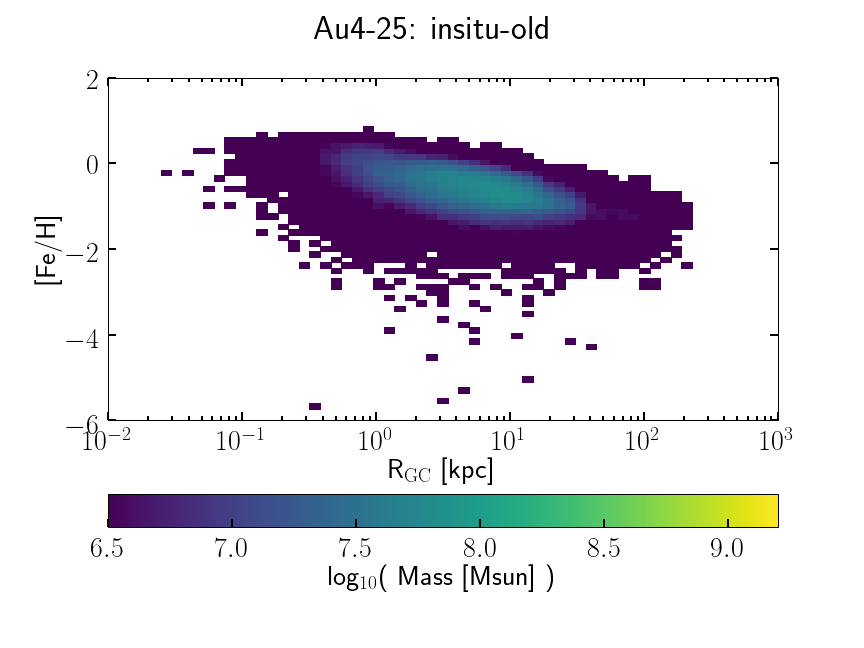 Au4-25: insitu-old
2
0
−2
−4
−6
[Fe/H]
10⁻² 10⁻¹ 10⁰ 10¹ 10² 10³
R_GC [kpc]
6.5 7.0 7.5 8.0 8.5 9.0
log₁₀( Mass [Msun] )